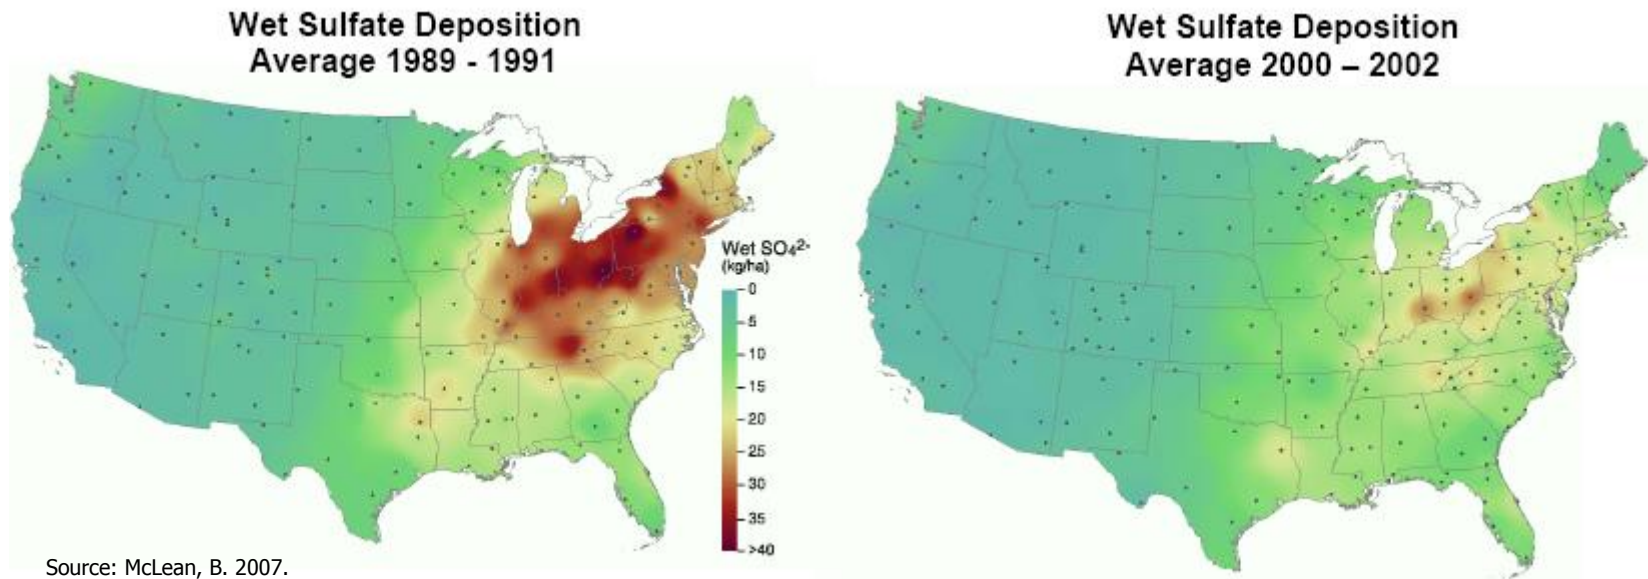 Wet Sulfate Deposition
Average 1989 - 1991
Wet Sulfate Deposition
Average 2000 – 2002
Wet SO₄²-
(kg/ha)
0
5
10
15
20
25
30
35
>40
Source: McLean, B. 2007.